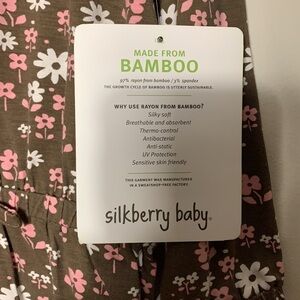 MADE FROM
BAMBOO
97% rayon from bamboo / 3% spandex
THE GROWTH CYCLE OF BAMBOO IS UTTERLY SUSTAINABLE.
WHY USE RAYON FROM BAMBOO?
Silky soft
Breathable and absorbent
Thermo-control
Antibacterial
Anti-static
UV Protection
Sensitive skin friendly
THIS GARMENT WAS MANUFACTURED
IN A SWEATSHOP-FREE FACTORY.
silkberry baby®